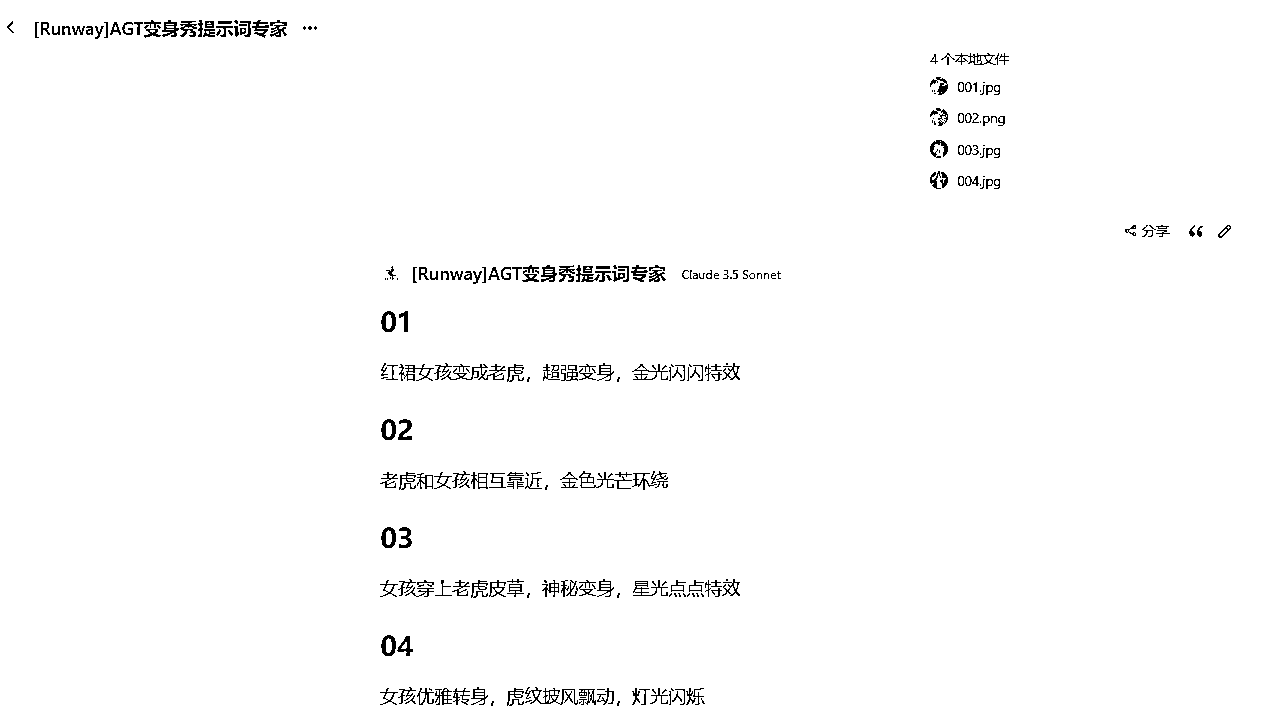 [Runway]AGT变身秀提示词专家
4 个本地文件
001.jpg
002.png
003.jpg
004.jpg
分享
[Runway]AGT变身秀提示词专家 Claude 3.5 Sonnet
01
红裙女孩变成老虎，超强变身，金光闪闪特效
02
老虎和女孩相互靠近，金色光芒环绕
03
女孩穿上老虎皮草，神秘变身，星光点点特效
04
女孩优雅转身，虎纹披风飘动，灯光闪烁